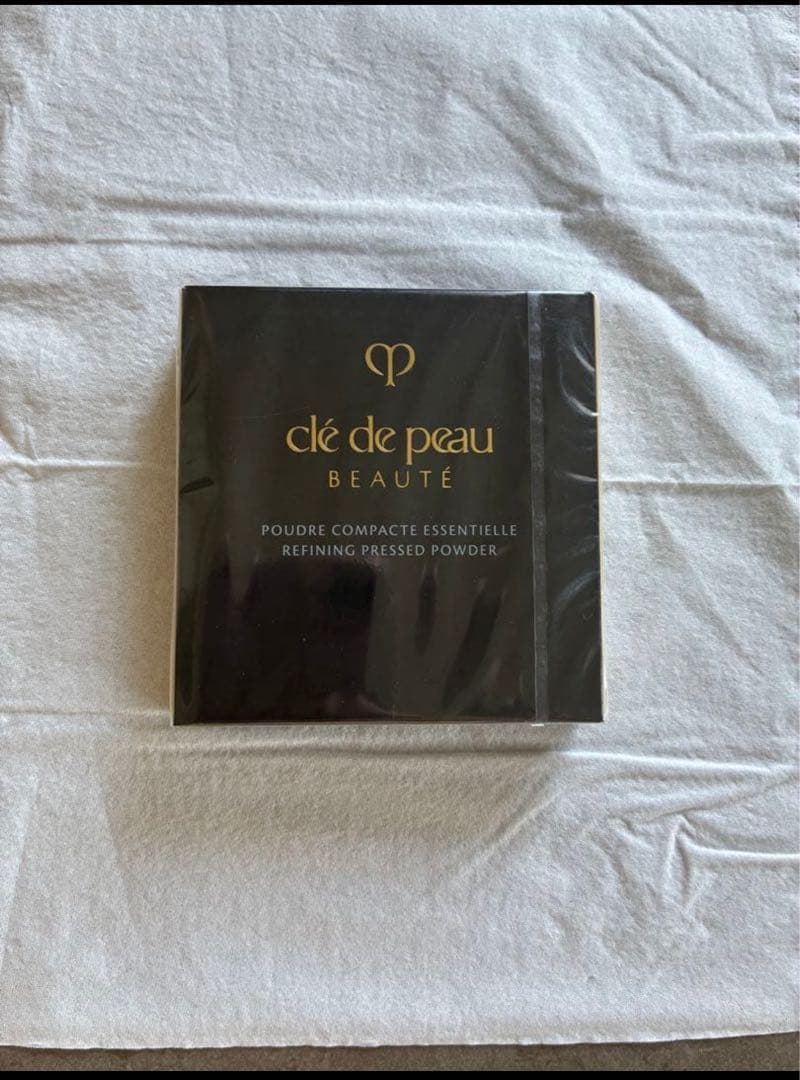 clé de peau
BEAUTÉ
POUDRE COMPACTE ESSENTIELLE
REFINING PRESSED POWDER